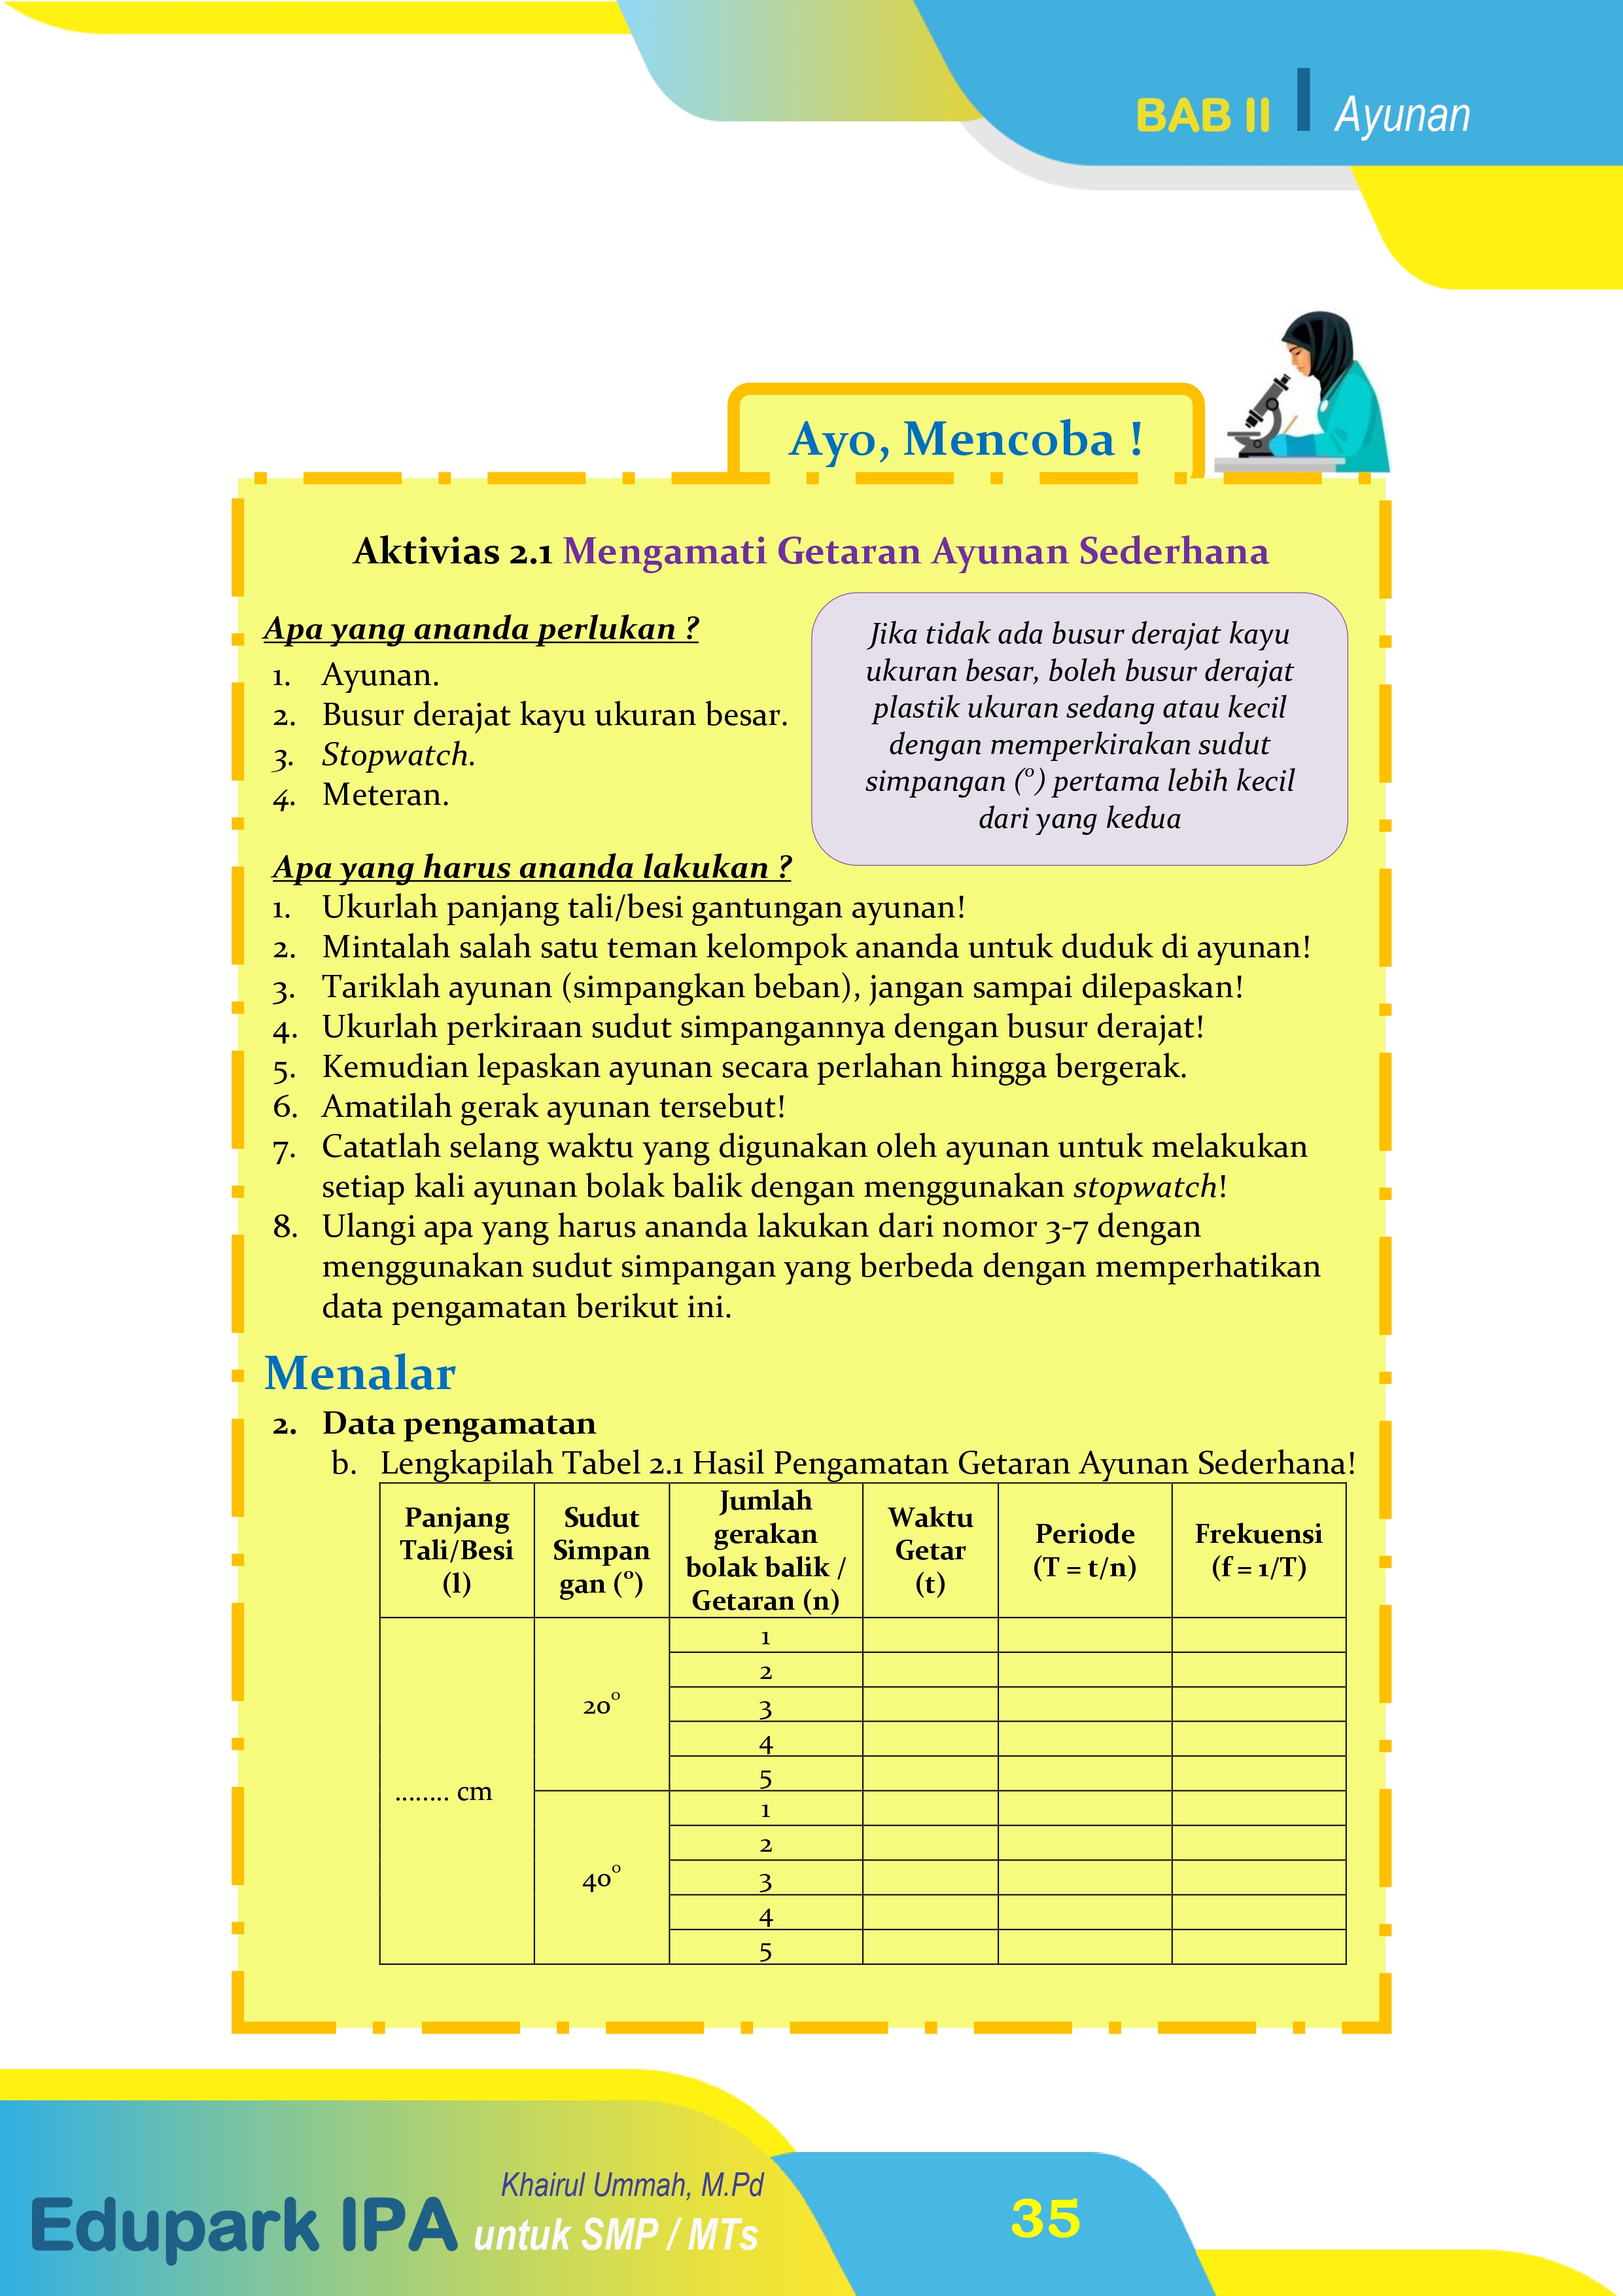 BAB II | Ayunan
Ayo, Mencoba !
Aktivias 2.1 Mengamati Getaran Ayunan Sederhana
Apa yang ananda perlukan ?
1. Ayunan.
2. Busur derajat kayu ukuran besar.
3. Stopwatch.
4. Meteran.
Jika tidak ada busur derajat kayu
ukuran besar, boleh busur derajat
plastik ukuran sedang atau kecil
dengan memperkirakan sudut
simpangan (°) pertama lebih kecil
dari yang kedua
Apa yang harus ananda lakukan ?
1. Ukurlah panjang tali/besi gantungan ayunan!
2. Mintalah salah satu teman kelompok ananda untuk duduk di ayunan!
3. Tariklah ayunan (simpangkan beban), jangan sampai dilepaskan!
4. Ukurlah perkiraan sudut simpangannya dengan busur derajat!
5. Kemudian lepaskan ayunan secara perlahan hingga bergerak.
6. Amatilah gerak ayunan tersebut!
7. Catatlah selang waktu yang digunakan oleh ayunan untuk melakukan
setiap kali ayunan bolak balik dengan menggunakan stopwatch!
8. Ulangi apa yang harus ananda lakukan dari nomor 3-7 dengan
menggunakan sudut simpangan yang berbeda dengan memperhatikan
data pengamatan berikut ini.
Menalar
2. Data pengamatan
b. Lengkapilah Tabel 2.1 Hasil Pengamatan Getaran Ayunan Sederhana!
Panjang
Tali/Besi
(l)
Sudut
Simpan
gan (°)
Jumlah
gerakan
bolak balik /
Getaran (n)
Waktu
Getar
(t)
Periode
(T = t/n)
Frekuensi
(f = 1/T)
........ cm
20°
1
2
3
4
5
40°
1
2
3
4
5
Khairul Ummah, M.Pd
Edupark IPA untuk SMP / MTs
35